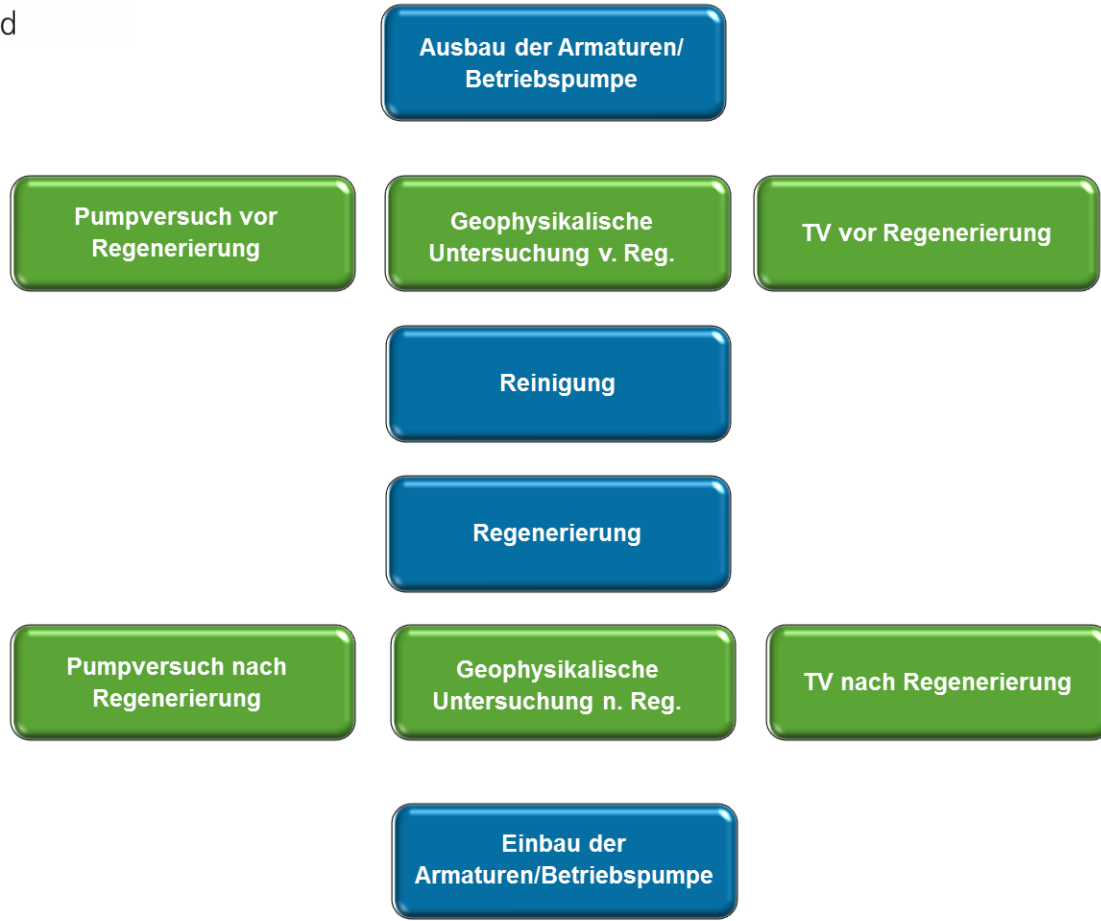 d
Ausbau der Armaturen/
Betriebspumpe
Pumpversuch vor
Regenerierung
Geophysikalische
Untersuchung v. Reg.
TV vor Regenerierung
Reinigung
Regenerierung
Pumpversuch nach
Regenerierung
Geophysikalische
Untersuchung n. Reg.
TV nach Regenerierung
Einbau der
Armaturen/Betriebspumpe